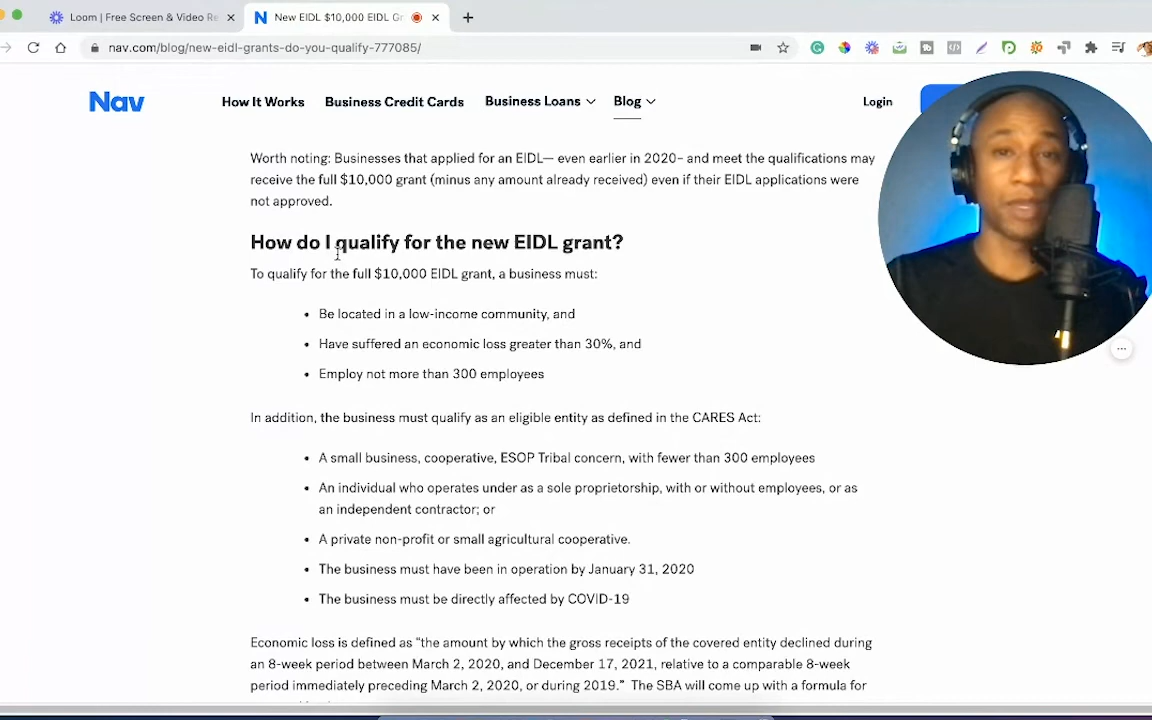 Loom | Free Screen & Video Re
New EIDL $10,000 EIDL Gr
nav.com/blog/new-eidl-grants-do-you-qualify-777085/
Nav
How It Works
Business Credit Cards
Business Loans
Blog
Login
Worth noting: Businesses that applied for an EIDL— even earlier in 2020– and meet the qualifications may
receive the full $10,000 grant (minus any amount already received) even if their EIDL applications were
not approved.
How do I qualify for the new EIDL grant?
To qualify for the full $10,000 EIDL grant, a business must:
• Be located in a low-income community, and
• Have suffered an economic loss greater than 30%, and
• Employ not more than 300 employees
In addition, the business must qualify as an eligible entity as defined in the CARES Act:
• A small business, cooperative, ESOP Tribal concern, with fewer than 300 employees
• An individual who operates under as a sole proprietorship, with or without employees, or as
an independent contractor; or
• A private non-profit or small agricultural cooperative.
• The business must have been in operation by January 31, 2020
• The business must be directly affected by COVID-19
Economic loss is defined as "the amount by which the gross receipts of the covered entity declined during
an 8-week period between March 2, 2020, and December 17, 2021, relative to a comparable 8-week
period immediately preceding March 2, 2020, or during 2019." The SBA will come up with a formula for